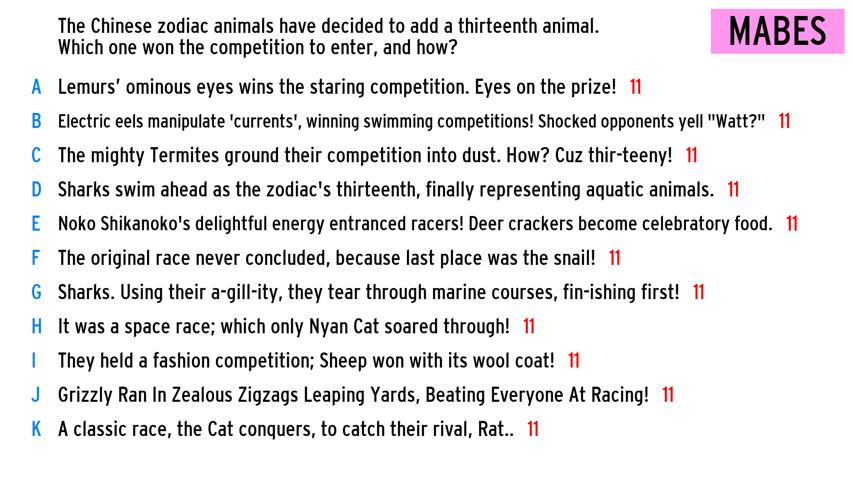 The Chinese zodiac animals have decided to add a thirteenth animal.
Which one won the competition to enter, and how?
MABES
A Lemurs’ ominous eyes wins the staring competition. Eyes on the prize! 11
B Electric eels manipulate 'currents', winning swimming competitions! Shocked opponents yell "Watt?" 11
C The mighty Termites ground their competition into dust. How? Cuz thir-teeny! 11
D Sharks swim ahead as the zodiac's thirteenth, finally representing aquatic animals. 11
E Noko Shikanoko's delightful energy entranced racers! Deer crackers become celebratory food. 11
F The original race never concluded, because last place was the snail! 11
G Sharks. Using their a-gill-ity, they tear through marine courses, fin-ishing first! 11
H It was a space race; which only Nyan Cat soared through! 11
I They held a fashion competition; Sheep won with its wool coat! 11
J Grizzly Ran In Zealous Zigzags Leaping Yards, Beating Everyone At Racing! 11
K A classic race, the Cat conquers, to catch their rival, Rat.. 11